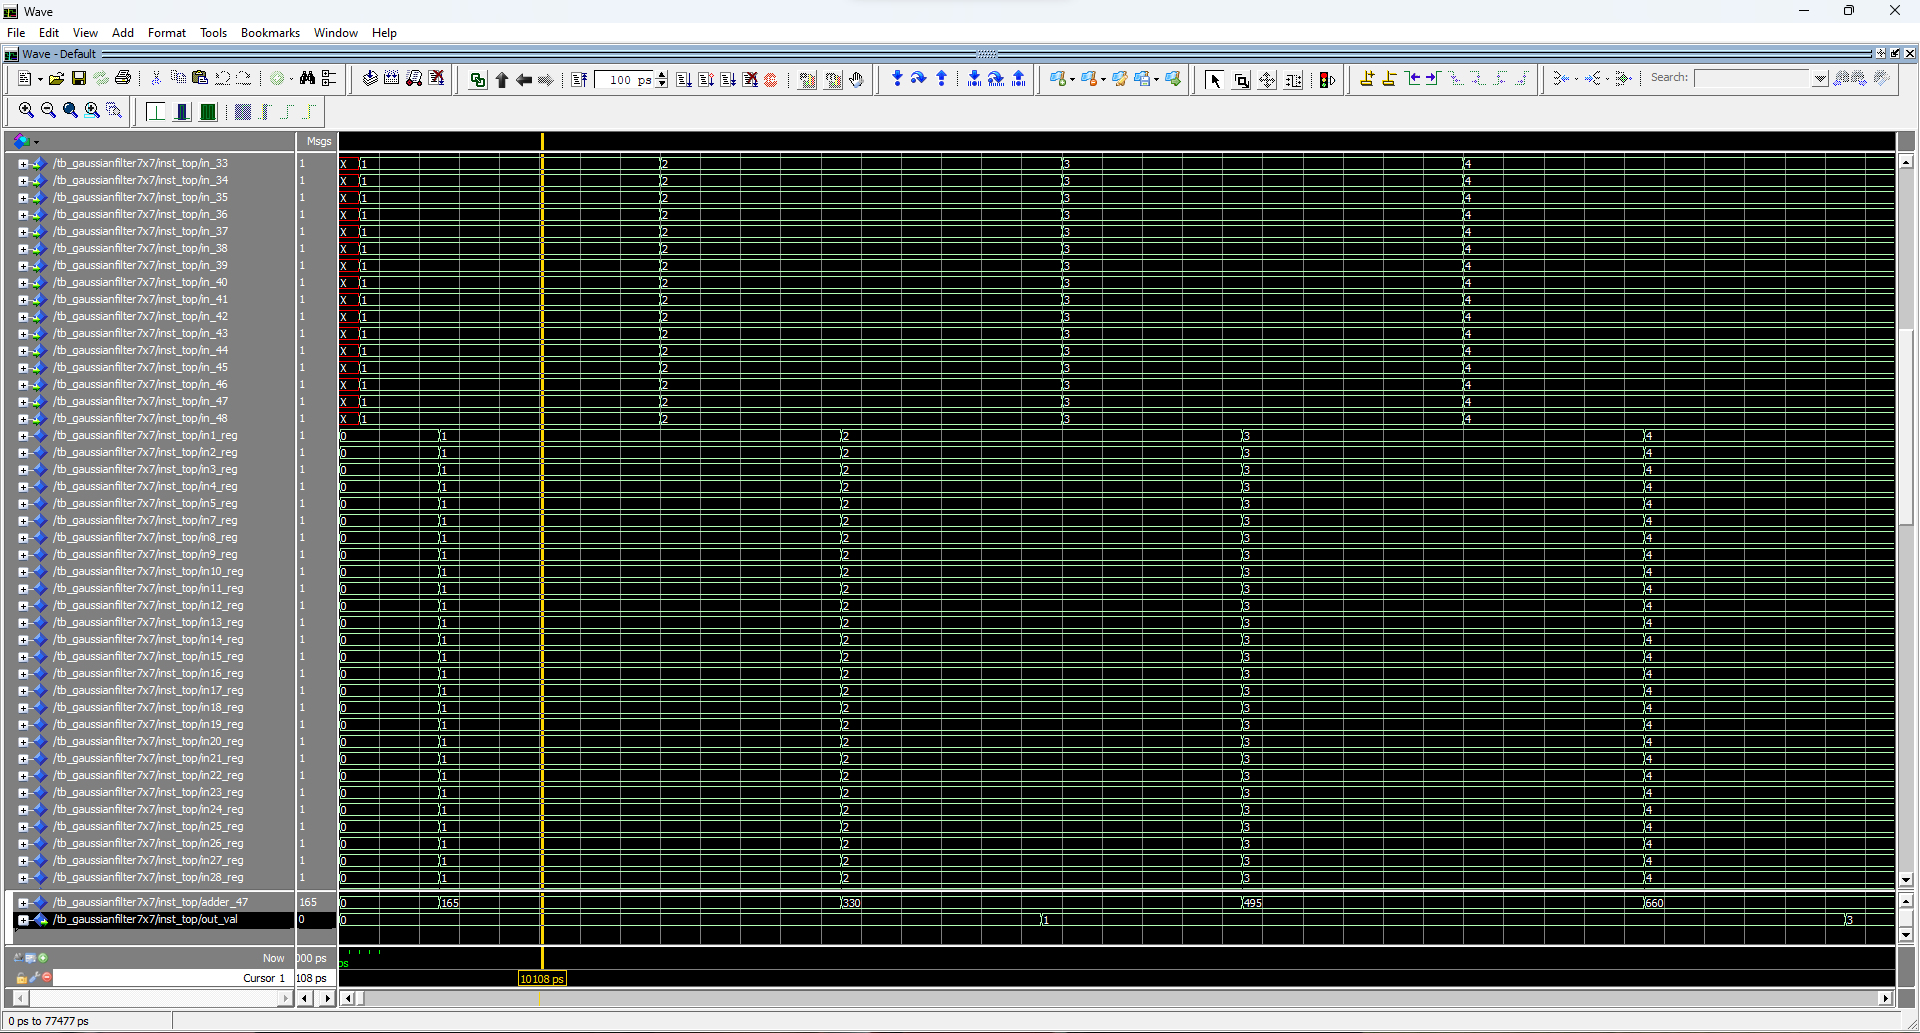 Wave
File Edit View Add Format Tools Bookmarks Window Help
Wave - Default
100 ps Search:
Msgs
/tb_gaussianfilter7x7/inst_top/in_33 1 X 1 2 3 4
/tb_gaussianfilter7x7/inst_top/in_34 1 X 1 2 3 4
/tb_gaussianfilter7x7/inst_top/in_35 1 X 1 2 3 4
/tb_gaussianfilter7x7/inst_top/in_36 1 X 1 2 3 4
/tb_gaussianfilter7x7/inst_top/in_37 1 X 1 2 3 4
/tb_gaussianfilter7x7/inst_top/in_38 1 X 1 2 3 4
/tb_gaussianfilter7x7/inst_top/in_39 1 X 1 2 3 4
/tb_gaussianfilter7x7/inst_top/in_40 1 X 1 2 3 4
/tb_gaussianfilter7x7/inst_top/in_41 1 X 1 2 3 4
/tb_gaussianfilter7x7/inst_top/in_42 1 X 1 2 3 4
/tb_gaussianfilter7x7/inst_top/in_43 1 X 1 2 3 4
/tb_gaussianfilter7x7/inst_top/in_44 1 X 1 2 3 4
/tb_gaussianfilter7x7/inst_top/in_45 1 X 1 2 3 4
/tb_gaussianfilter7x7/inst_top/in_46 1 X 1 2 3 4
/tb_gaussianfilter7x7/inst_top/in_47 1 X 1 2 3 4
/tb_gaussianfilter7x7/inst_top/in_48 1 X 1 2 3 4
/tb_gaussianfilter7x7/inst_top/in1_reg 1 0 1 2 3 4
/tb_gaussianfilter7x7/inst_top/in2_reg 1 0 1 2 3 4
/tb_gaussianfilter7x7/inst_top/in3_reg 1 0 1 2 3 4
/tb_gaussianfilter7x7/inst_top/in4_reg 1 0 1 2 3 4
/tb_gaussianfilter7x7/inst_top/in5_reg 1 0 1 2 3 4
/tb_gaussianfilter7x7/inst_top/in7_reg 1 0 1 2 3 4
/tb_gaussianfilter7x7/inst_top/in8_reg 1 0 1 2 3 4
/tb_gaussianfilter7x7/inst_top/in9_reg 1 0 1 2 3 4
/tb_gaussianfilter7x7/inst_top/in10_reg 1 0 1 2 3 4
/tb_gaussianfilter7x7/inst_top/in11_reg 1 0 1 2 3 4
/tb_gaussianfilter7x7/inst_top/in12_reg 1 0 1 2 3 4
/tb_gaussianfilter7x7/inst_top/in13_reg 1 0 1 2 3 4
/tb_gaussianfilter7x7/inst_top/in14_reg 1 0 1 2 3 4
/tb_gaussianfilter7x7/inst_top/in15_reg 1 0 1 2 3 4
/tb_gaussianfilter7x7/inst_top/in16_reg 1 0 1 2 3 4
/tb_gaussianfilter7x7/inst_top/in17_reg 1 0 1 2 3 4
/tb_gaussianfilter7x7/inst_top/in18_reg 1 0 1 2 3 4
/tb_gaussianfilter7x7/inst_top/in19_reg 1 0 1 2 3 4
/tb_gaussianfilter7x7/inst_top/in20_reg 1 0 1 2 3 4
/tb_gaussianfilter7x7/inst_top/in21_reg 1 0 1 2 3 4
/tb_gaussianfilter7x7/inst_top/in22_reg 1 0 1 2 3 4
/tb_gaussianfilter7x7/inst_top/in23_reg 1 0 1 2 3 4
/tb_gaussianfilter7x7/inst_top/in24_reg 1 0 1 2 3 4
/tb_gaussianfilter7x7/inst_top/in25_reg 1 0 1 2 3 4
/tb_gaussianfilter7x7/inst_top/in26_reg 1 0 1 2 3 4
/tb_gaussianfilter7x7/inst_top/in27_reg 1 0 1 2 3 4
/tb_gaussianfilter7x7/inst_top/in28_reg 1 0 1 2 3 4
/tb_gaussianfilter7x7/inst_top/adder_47 165 0 165 330 495 660
/tb_gaussianfilter7x7/inst_top/out_val 0 0 1 3
Now 000 ps ps
Cursor 1 108 ps 10108 ps
0 ps to 77477 ps